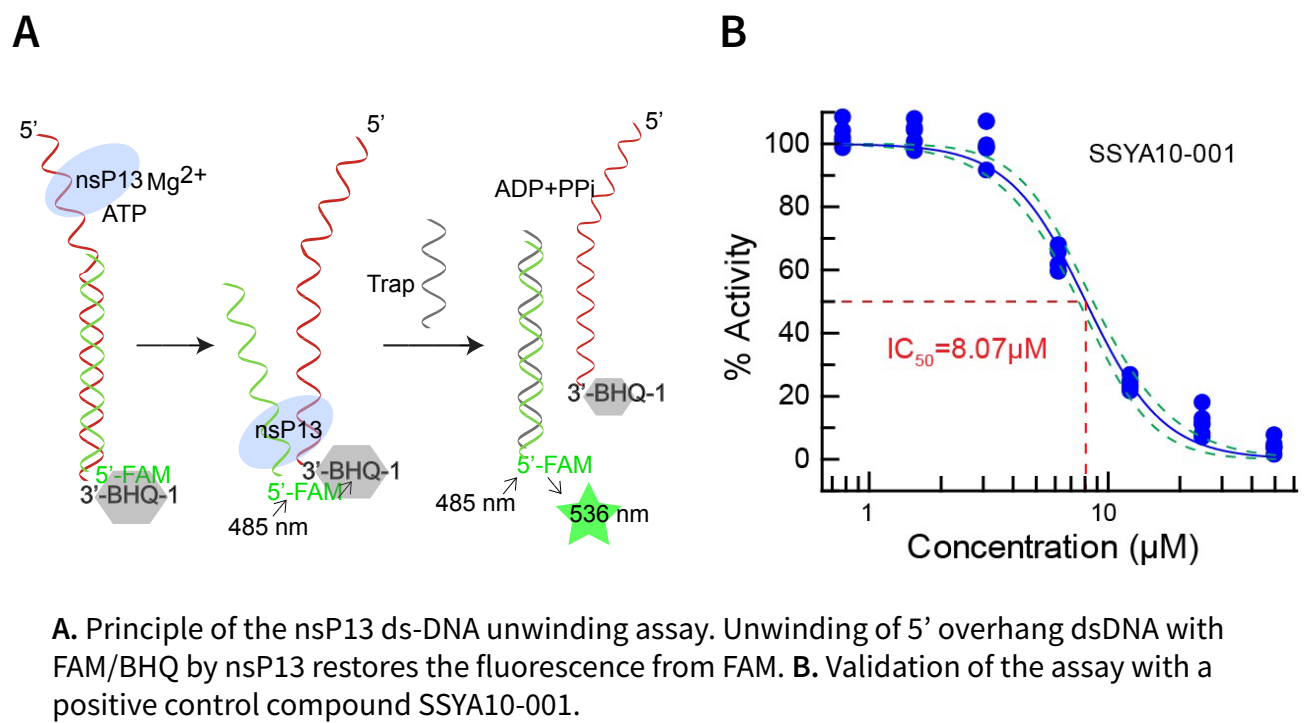 A
5’
nsP13 Mg2+
ATP
5’-FAM
3’-BHQ-1
5’
nsP13
3’-BHQ-1
5’-FAM
485 nm
Trap
5’
ADP+PPi
3’-BHQ-1
5’-FAM
485 nm
536 nm
B
SSYA10-001
% Activity
100
80
60
40
20
0
IC50=8.07μM
1 10
Concentration (μM)
A. Principle of the nsP13 ds-DNA unwinding assay. Unwinding of 5’ overhang dsDNA with
FAM/BHQ by nsP13 restores the fluorescence from FAM. B. Validation of the assay with a
positive control compound SSYA10-001.